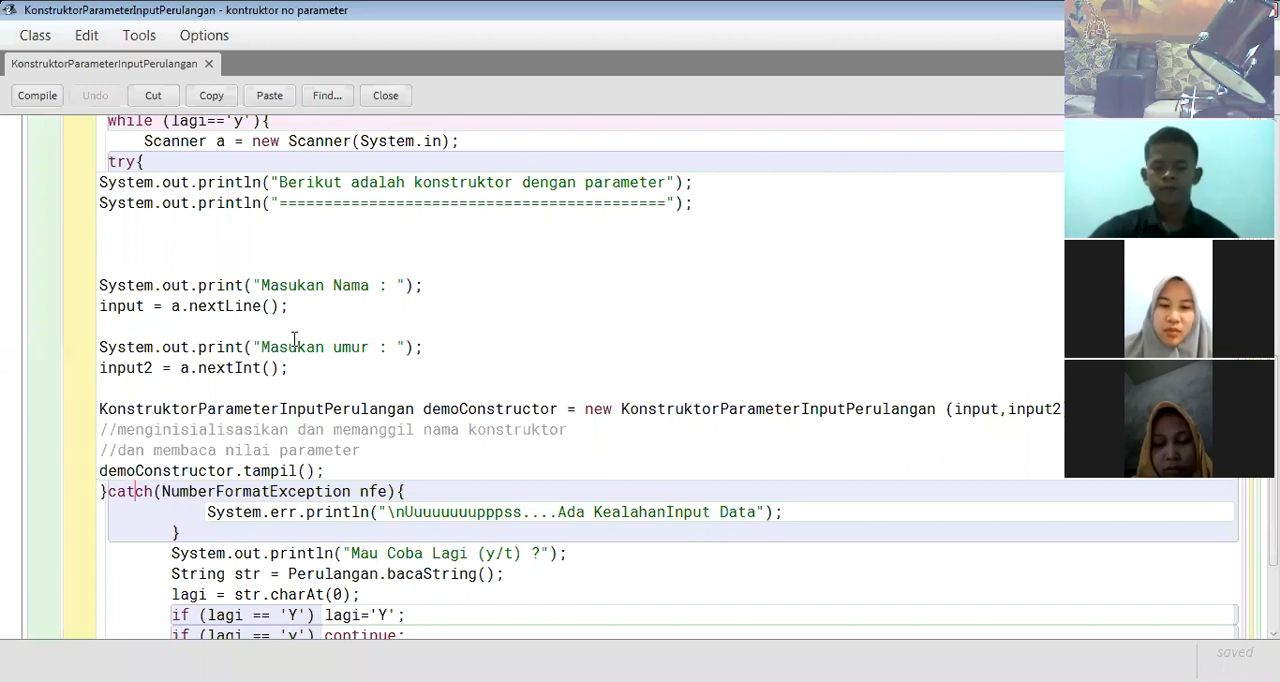 KonstruktorParameterInputPerulangan - kontruktor no parameter
Class Edit Tools Options
KonstruktorParameterInputPerulangan ×
Compile Undo Cut Copy Paste Find... Close
while (lagi=='y'){
Scanner a = new Scanner(System.in);
try{
System.out.println("Berikut adalah konstruktor dengan parameter");
System.out.println("===========================================");
System.out.print("Masukan Nama : ");
input = a.nextLine();
System.out.print("Masukan umur : ");
input2 = a.nextInt();
KonstruktorParameterInputPerulangan demoConstructor = new KonstruktorParameterInputPerulangan (input,input2
//menginisialisasikan dan memanggil nama konstruktor
//dan membaca nilai parameter
demoConstructor.tampil();
}catch(NumberFormatException nfe){
System.err.println("\nUuuuuuuupppss....Ada KealahanInput Data");
}
System.out.println("Mau Coba Lagi (y/t) ?");
String str = Perulangan.bacaString();
lagi = str.charAt(0);
if (lagi == 'Y') lagi='Y';
if (lagi == 'y') continue;
saved